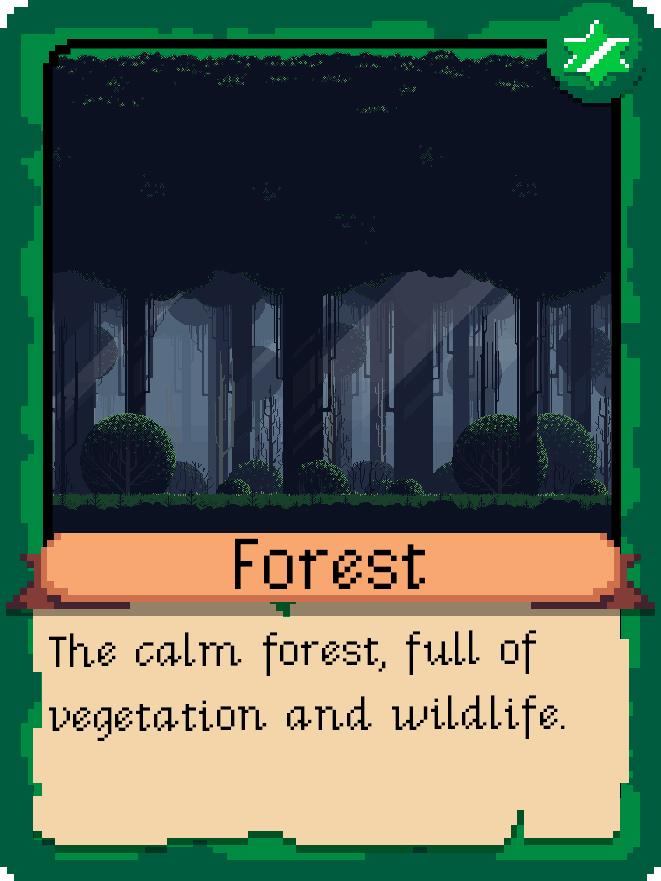 Forest
The calm forest, full of
vegetation and wildlife.